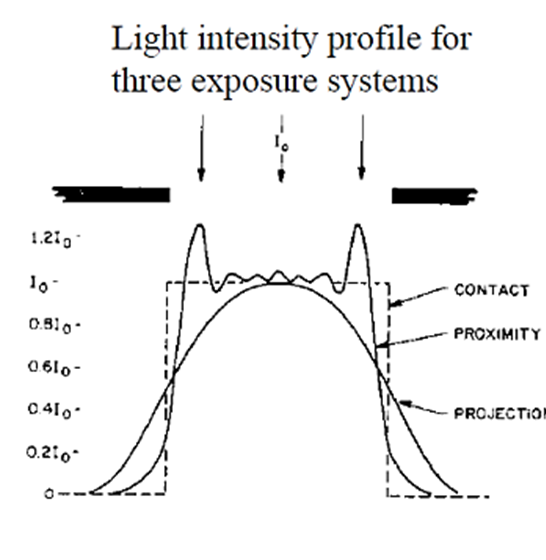 Light intensity profile for
three exposure systems
I₀
1.2I₀
I₀
0.8I₀
0.6I₀
0.4I₀
0.2I₀
0
CONTACT
PROXIMITY
PROJECTION